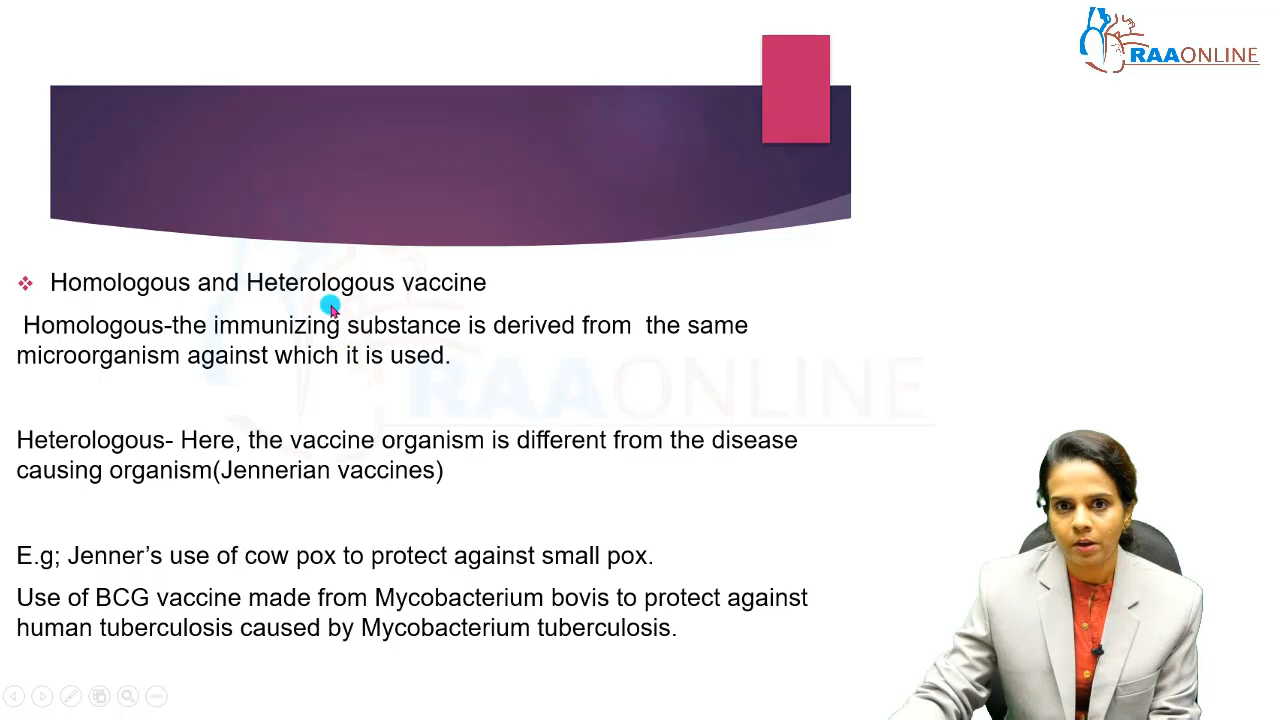 RAAONLINE
Homologous and Heterologous vaccine
Homologous-the immunizing substance is derived from the same
microorganism against which it is used.
RAAONLINE
Heterologous- Here, the vaccine organism is different from the disease
causing organism(Jennerian vaccines)
E.g; Jenner’s use of cow pox to protect against small pox.
Use of BCG vaccine made from Mycobacterium bovis to protect against
human tuberculosis caused by Mycobacterium tuberculosis.